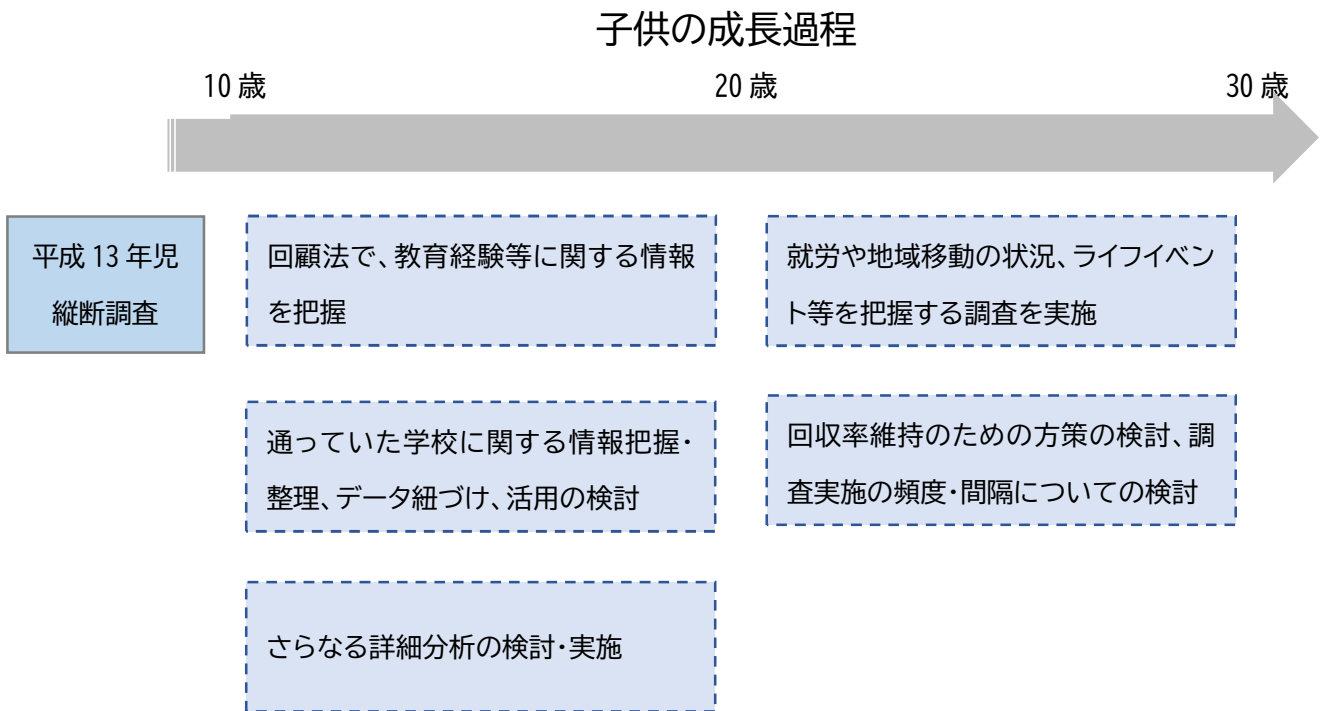 子供の成長過程
10歳 20歳 30歳
平成13年児
縦断調査
回顧法で、教育経験等に関する情報
を把握
就労や地域移動の状況、ライフイベン
ト等を把握する調査を実施
通っていた学校に関する情報把握・
整理、データ紐づけ、活用の検討
回収率維持のための方策の検討、調
査実施の頻度・間隔についての検討
さらなる詳細分析の検討・実施